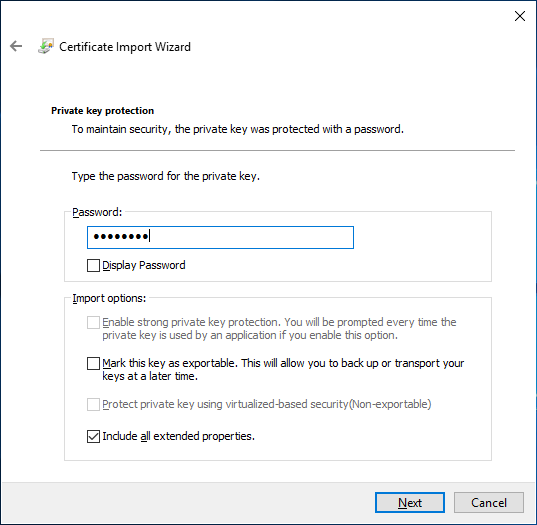 Certificate Import Wizard
Private key protection
To maintain security, the private key was protected with a password.
Type the password for the private key.
Password:
●●●●●●●●
Display Password
Import options:
Enable strong private key protection. You will be prompted every time the
private key is used by an application if you enable this option.
Mark this key as exportable. This will allow you to back up or transport your
keys at a later time.
Protect private key using virtualized-based security(Non-exportable)
Include all extended properties.
Next Cancel